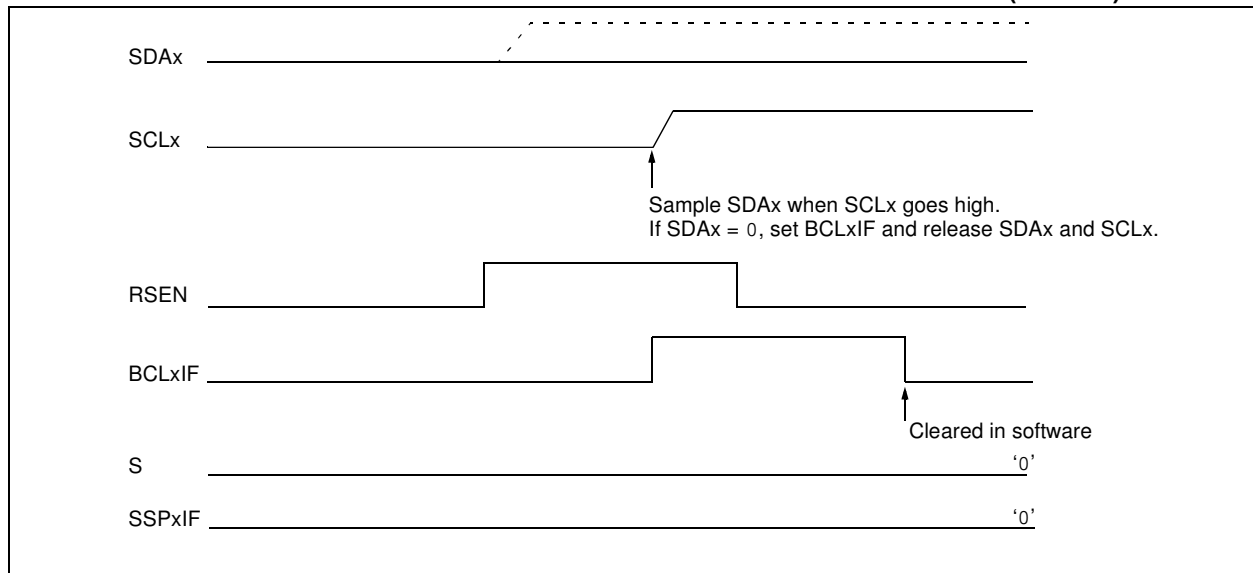 SDAx
SCLx
Sample SDAx when SCLx goes high.
If SDAx = 0, set BCLxIF and release SDAx and SCLx.
RSEN
BCLxIF
Cleared in software
S
‘0’
SSPxIF
‘0’